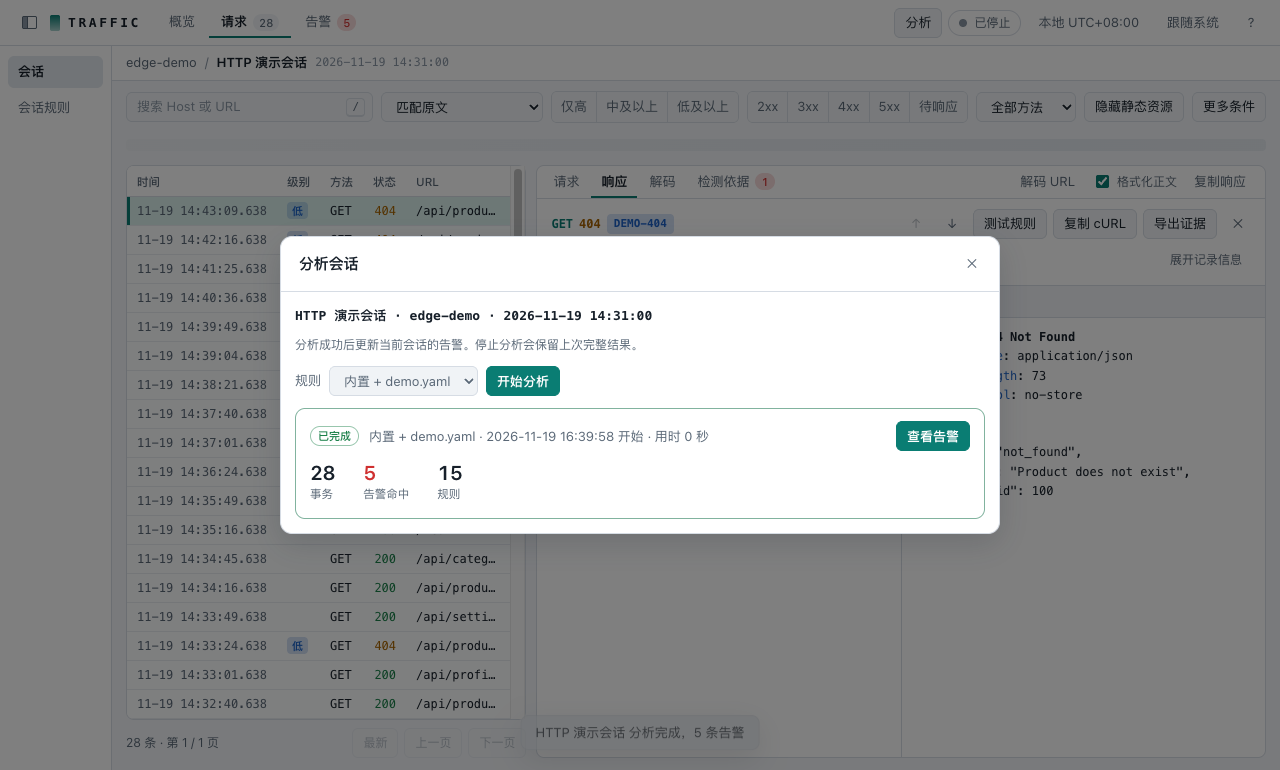 TRAFFIC 概览 请求 28 告警 5 分析 已停止 本地 UTC+08:00 跟随系统 ?
会话
会话规则
edge-demo / HTTP 演示会话 2026-11-19 14:31:00
搜索 Host 或 URL / 匹配原文 仅高 中及以上 低及以上 2xx 3xx 4xx 5xx 待响应 全部方法 隐藏静态资源 更多条件
时间 级别 方法 状态 URL
11-19 14:43:09.638 低 GET 404 /api/produ…
11-19 14:42:16.638
11-19 14:41:25.638
11-19 14:40:36.638
11-19 14:39:49.638
11-19 14:39:04.638
11-19 14:38:21.638
11-19 14:37:40.638
11-19 14:37:01.638
11-19 14:36:24.638
11-19 14:35:49.638
11-19 14:35:16.638
11-19 14:34:45.638 GET 200 /api/categ…
11-19 14:34:16.638 GET 200 /api/produ…
11-19 14:33:49.638 GET 200 /api/setti…
11-19 14:33:24.638 低 GET 404 /api/produ…
11-19 14:33:01.638 GET 200 /api/profi…
11-19 14:32:40.638 GET 200 /api/produ…
28 条 · 第 1 / 1 页 最新 上一页 下一页
请求 响应 解码 检测依据 1 解码 URL 格式化正文 复制响应
GET 404 DEMO-404 ↑ ↓ 测试规则 复制 cURL 导出证据 ×
展开记录信息
Not Found
: application/json
gth: 73
ol: no-store
"not_found",
"Product does not exist",
id": 100
分析会话 ×
HTTP 演示会话 · edge-demo · 2026-11-19 14:31:00
分析成功后更新当前会话的告警。停止分析会保留上次完整结果。
规则 内置 + demo.yaml 开始分析
已完成 内置 + demo.yaml · 2026-11-19 16:39:58 开始 · 用时 0 秒 查看告警
28 5 15
事务 告警命中 规则
HTTP 演示会话 分析完成，5 条告警